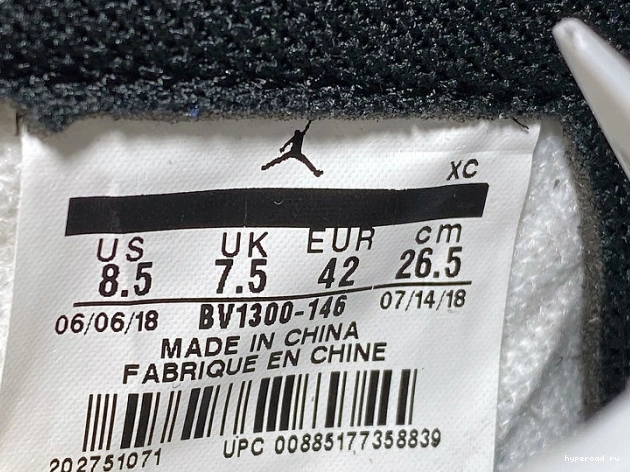 XC
US UK EUR cm
8.5 7.5 42 26.5
06/06/18 BV1300-146 07/14/18
MADE IN CHINA
FABRIQUE EN CHINE
202751071 UPC 00885177358839
hyperoad.ru